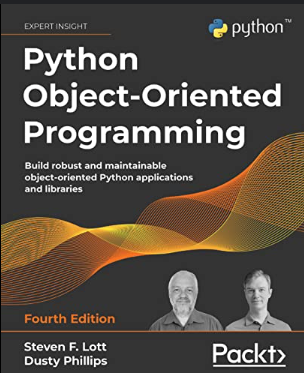 EXPERT INSIGHT
python™
Python
Object-Oriented
Programming
Build robust and maintainable
object-oriented Python applications
and libraries
Fourth Edition
Steven F. Lott
Dusty Phillips
Packt>